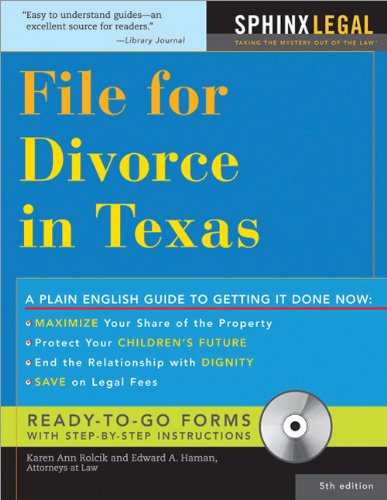 "Easy to understand guides—an
excellent source for readers."
—Library Journal
SPHINXLEGAL
TAKING THE MYSTERY OUT OF THE LAW™
File for
Divorce
in Texas
A PLAIN ENGLISH GUIDE TO GETTING IT DONE NOW:
MAXIMIZE Your Share of the Property
Protect Your CHILDREN'S FUTURE
End the Relationship with DIGNITY
SAVE on Legal Fees
READY-TO-GO FORMS
WITH STEP-BY-STEP INSTRUCTIONS
Karen Ann Rolcik and Edward A. Haman,
Attorneys at Law
5th edition